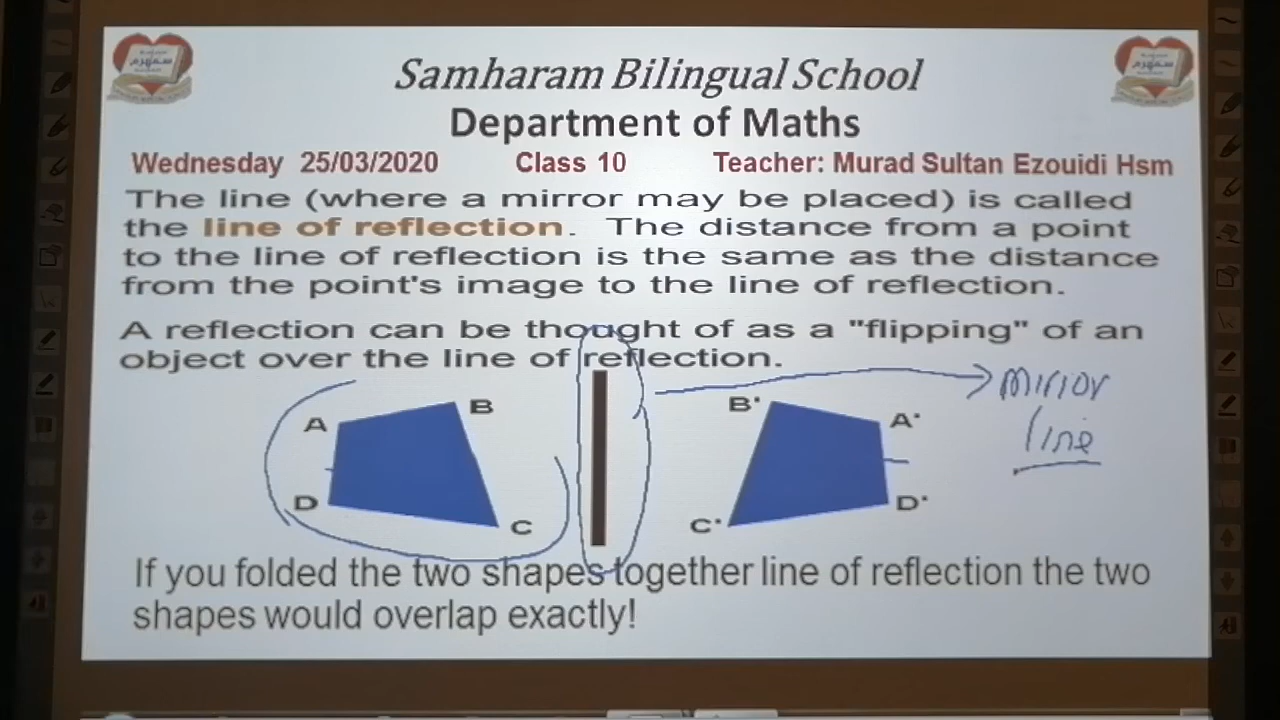 Samharam Bilingual School
Department of Maths
Wednesday 25/03/2020 Class 10 Teacher: Murad Sultan Ezouidi Hsm
The line (where a mirror may be placed) is called
the line of reflection. The distance from a point
to the line of reflection is the same as the distance
from the point's image to the line of reflection.
A reflection can be thought of as a "flipping" of an
object over the line of reflection.
A B B' A' mirrior
line
D C C' D'
If you folded the two shapes together line of reflection the two
shapes would overlap exactly!